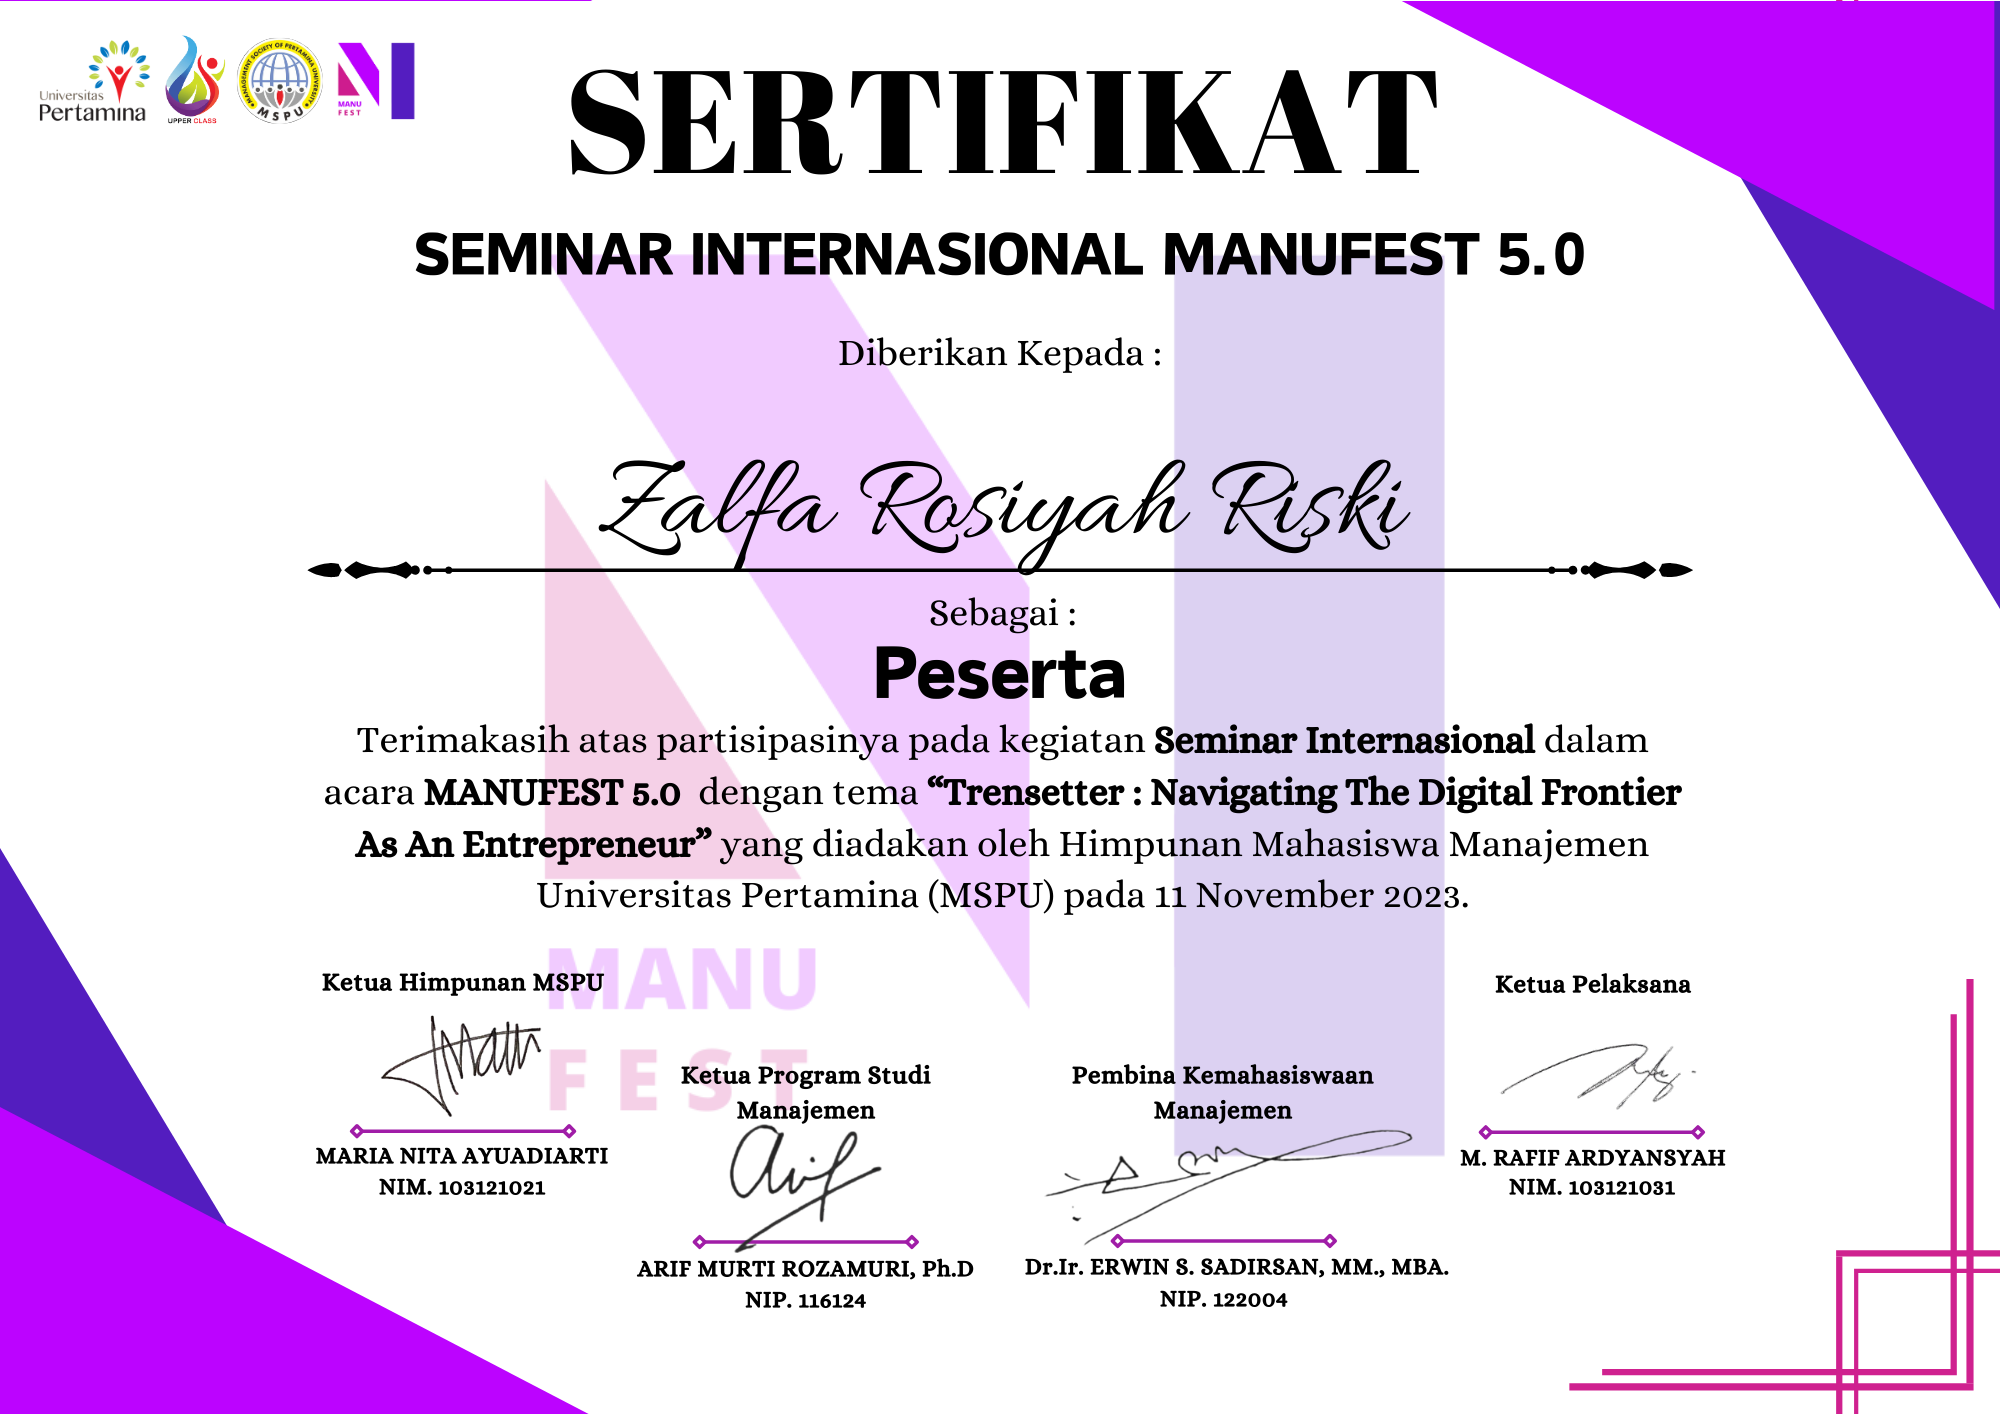 Universitas
Pertamina
UPPER CLASS
MANAGEMENT SOCIETY OF PERTAMINA UNIVERSITY
MSPU
MANU
FEST
SERTIFIKAT
SEMINAR INTERNASIONAL MANUFEST 5.0
Diberikan Kepada :
Zalfa Rosiyah Riski
Sebagai :
Peserta
Terimakasih atas partisipasinya pada kegiatan Seminar Internasional dalam
acara MANUFEST 5.0 dengan tema “Trensetter : Navigating The Digital Frontier
As An Entrepreneur” yang diadakan oleh Himpunan Mahasiswa Manajemen
Universitas Pertamina (MSPU) pada 11 November 2023.
MANU
FEST
Ketua Himpunan MSPU
MARIA NITA AYUADIARTI
NIM. 103121021
Ketua Program Studi
Manajemen
Arif
ARIF MURTI ROZAMURI, Ph.D
NIP. 116124
Pembina Kemahasiswaan
Manajemen
Dr.Ir. ERWIN S. SADIRSAN, MM., MBA.
NIP. 122004
Ketua Pelaksana
M. RAFIF ARDYANSYAH
NIM. 103121031